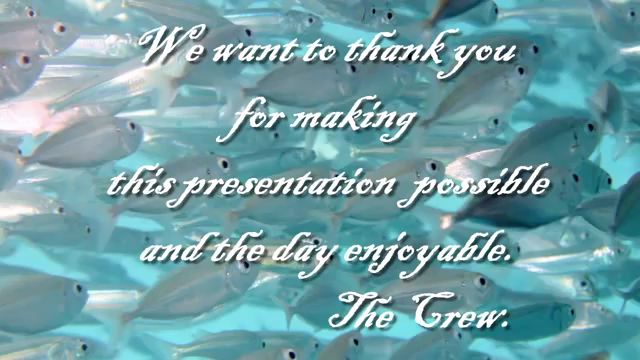 We want to thank you
for making
this presentation possible
and the day enjoyable.
The Crew.